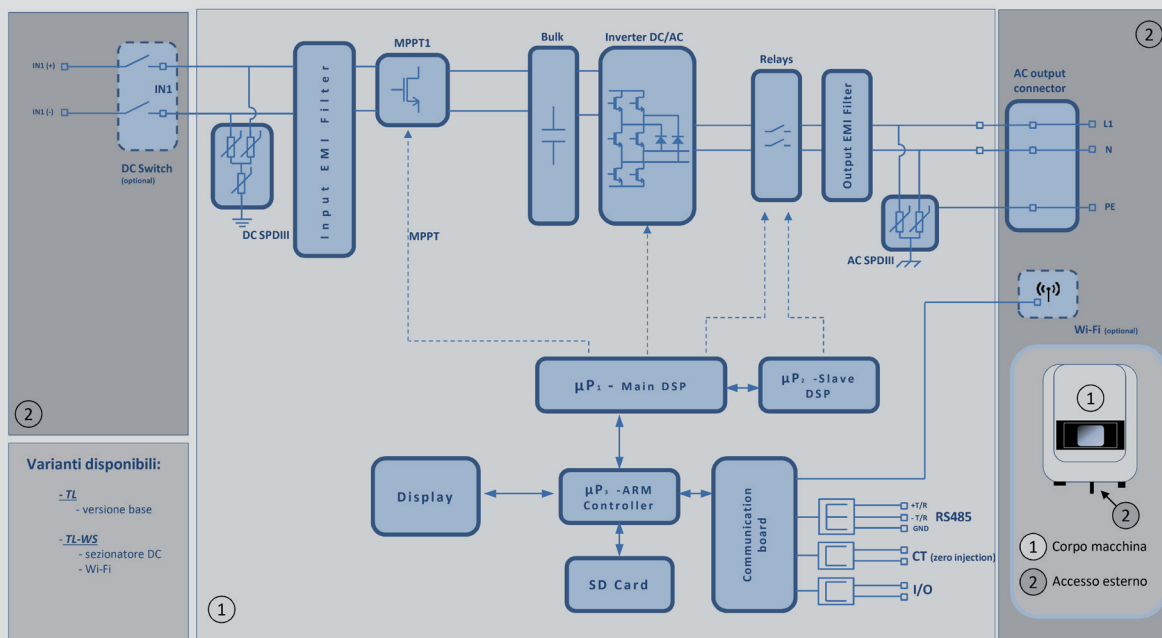 2
IN1 (+)
IN1 (-)
IN1
DC Switch
(optional)
DC SPDIII
Input EMI Filter
MPPT1
MPPT
Bulk
Inverter DC/AC
Relays
Output EMI Filter
AC SPDIII
AC output
connector
L1
N
PE
Wi-Fi (optional)
2
µP₁ - Main DSP
µP₂ -Slave
DSP
Display
µP₃ -ARM
Controller
SD Card
Communication
board
+T/R
- T/R
GND
RS485
CT (zero injection)
I/O
1
Varianti disponibili:
- TL
- versione base
- TL-WS
- sezionatore DC
- Wi-Fi
1
2
1 Corpo macchina
2 Accesso esterno